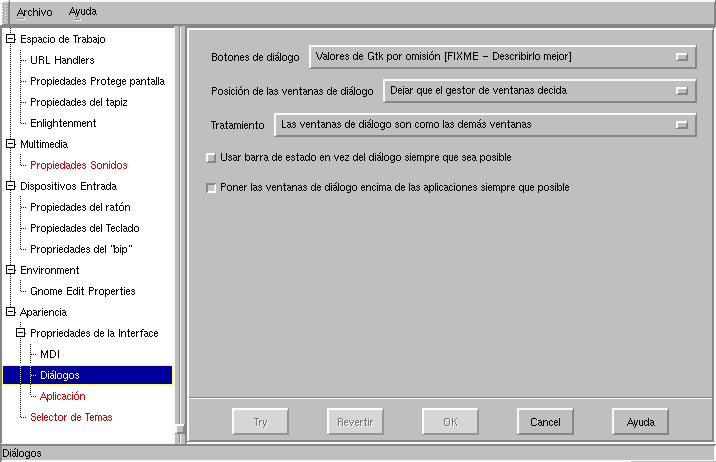 Archivo Ayuda
Espacio de Trabajo
URL Handlers
Propiedades Protege pantalla
Propiedades del tapiz
Enlightenment
Multimedia
Propiedades Sonidos
Dispositivos Entrada
Propiedades del ratón
Propiedades del Teclado
Propriedades del "bip"
Environment
Gnome Edit Properties
Apariencia
Propriedades de la Interface
MDI
Diálogos
Aplicación
Selector de Temas
Botones de diálogo Valores de Gtk por omisión [FIXME - Describirlo mejor]
Posición de las ventanas de diálogo Dejar que el gestor de ventanas decida
Tratamiento Las ventanas de diálogo son como las demás ventanas
Usar barra de estado en vez del diálogo siempre que sea posible
Poner las ventanas de diálogo encima de las aplicaciones siempre que posible
Try Revertir OK Cancel Ayuda
Diálogos